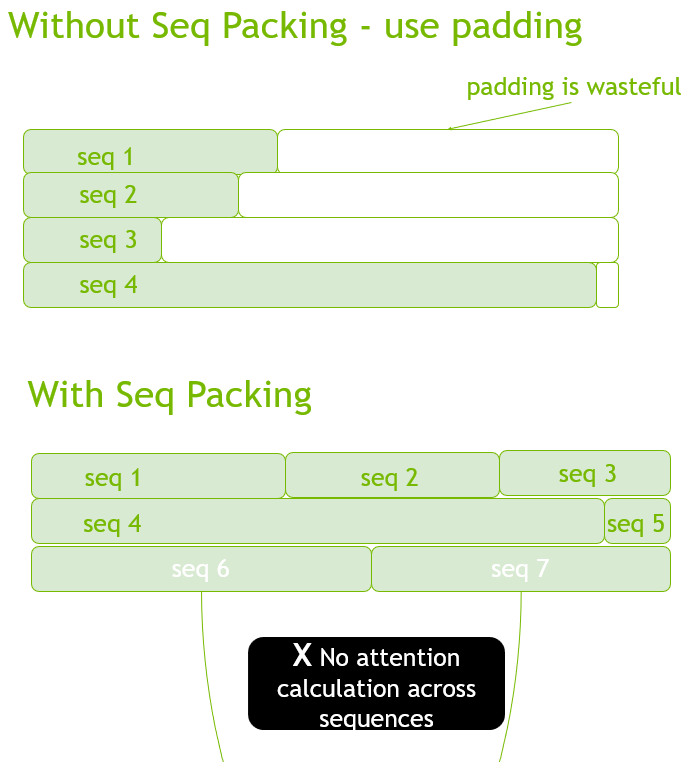 Without Seq Packing - use padding
padding is wasteful
seq 1
seq 2
seq 3
seq 4
With Seq Packing
seq 1 seq 2 seq 3
seq 4 seq 5
seq 6 seq 7
X No attention
calculation across
sequences